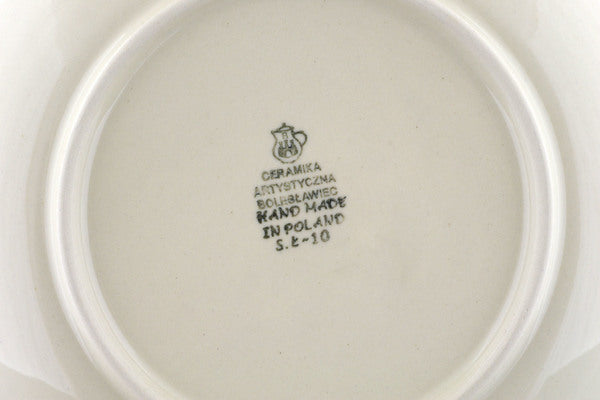 CERAMIKA
ARTYSTYCZNA
BOLESŁAWIEC
HAND MADE
IN POLAND
S.Ł-10